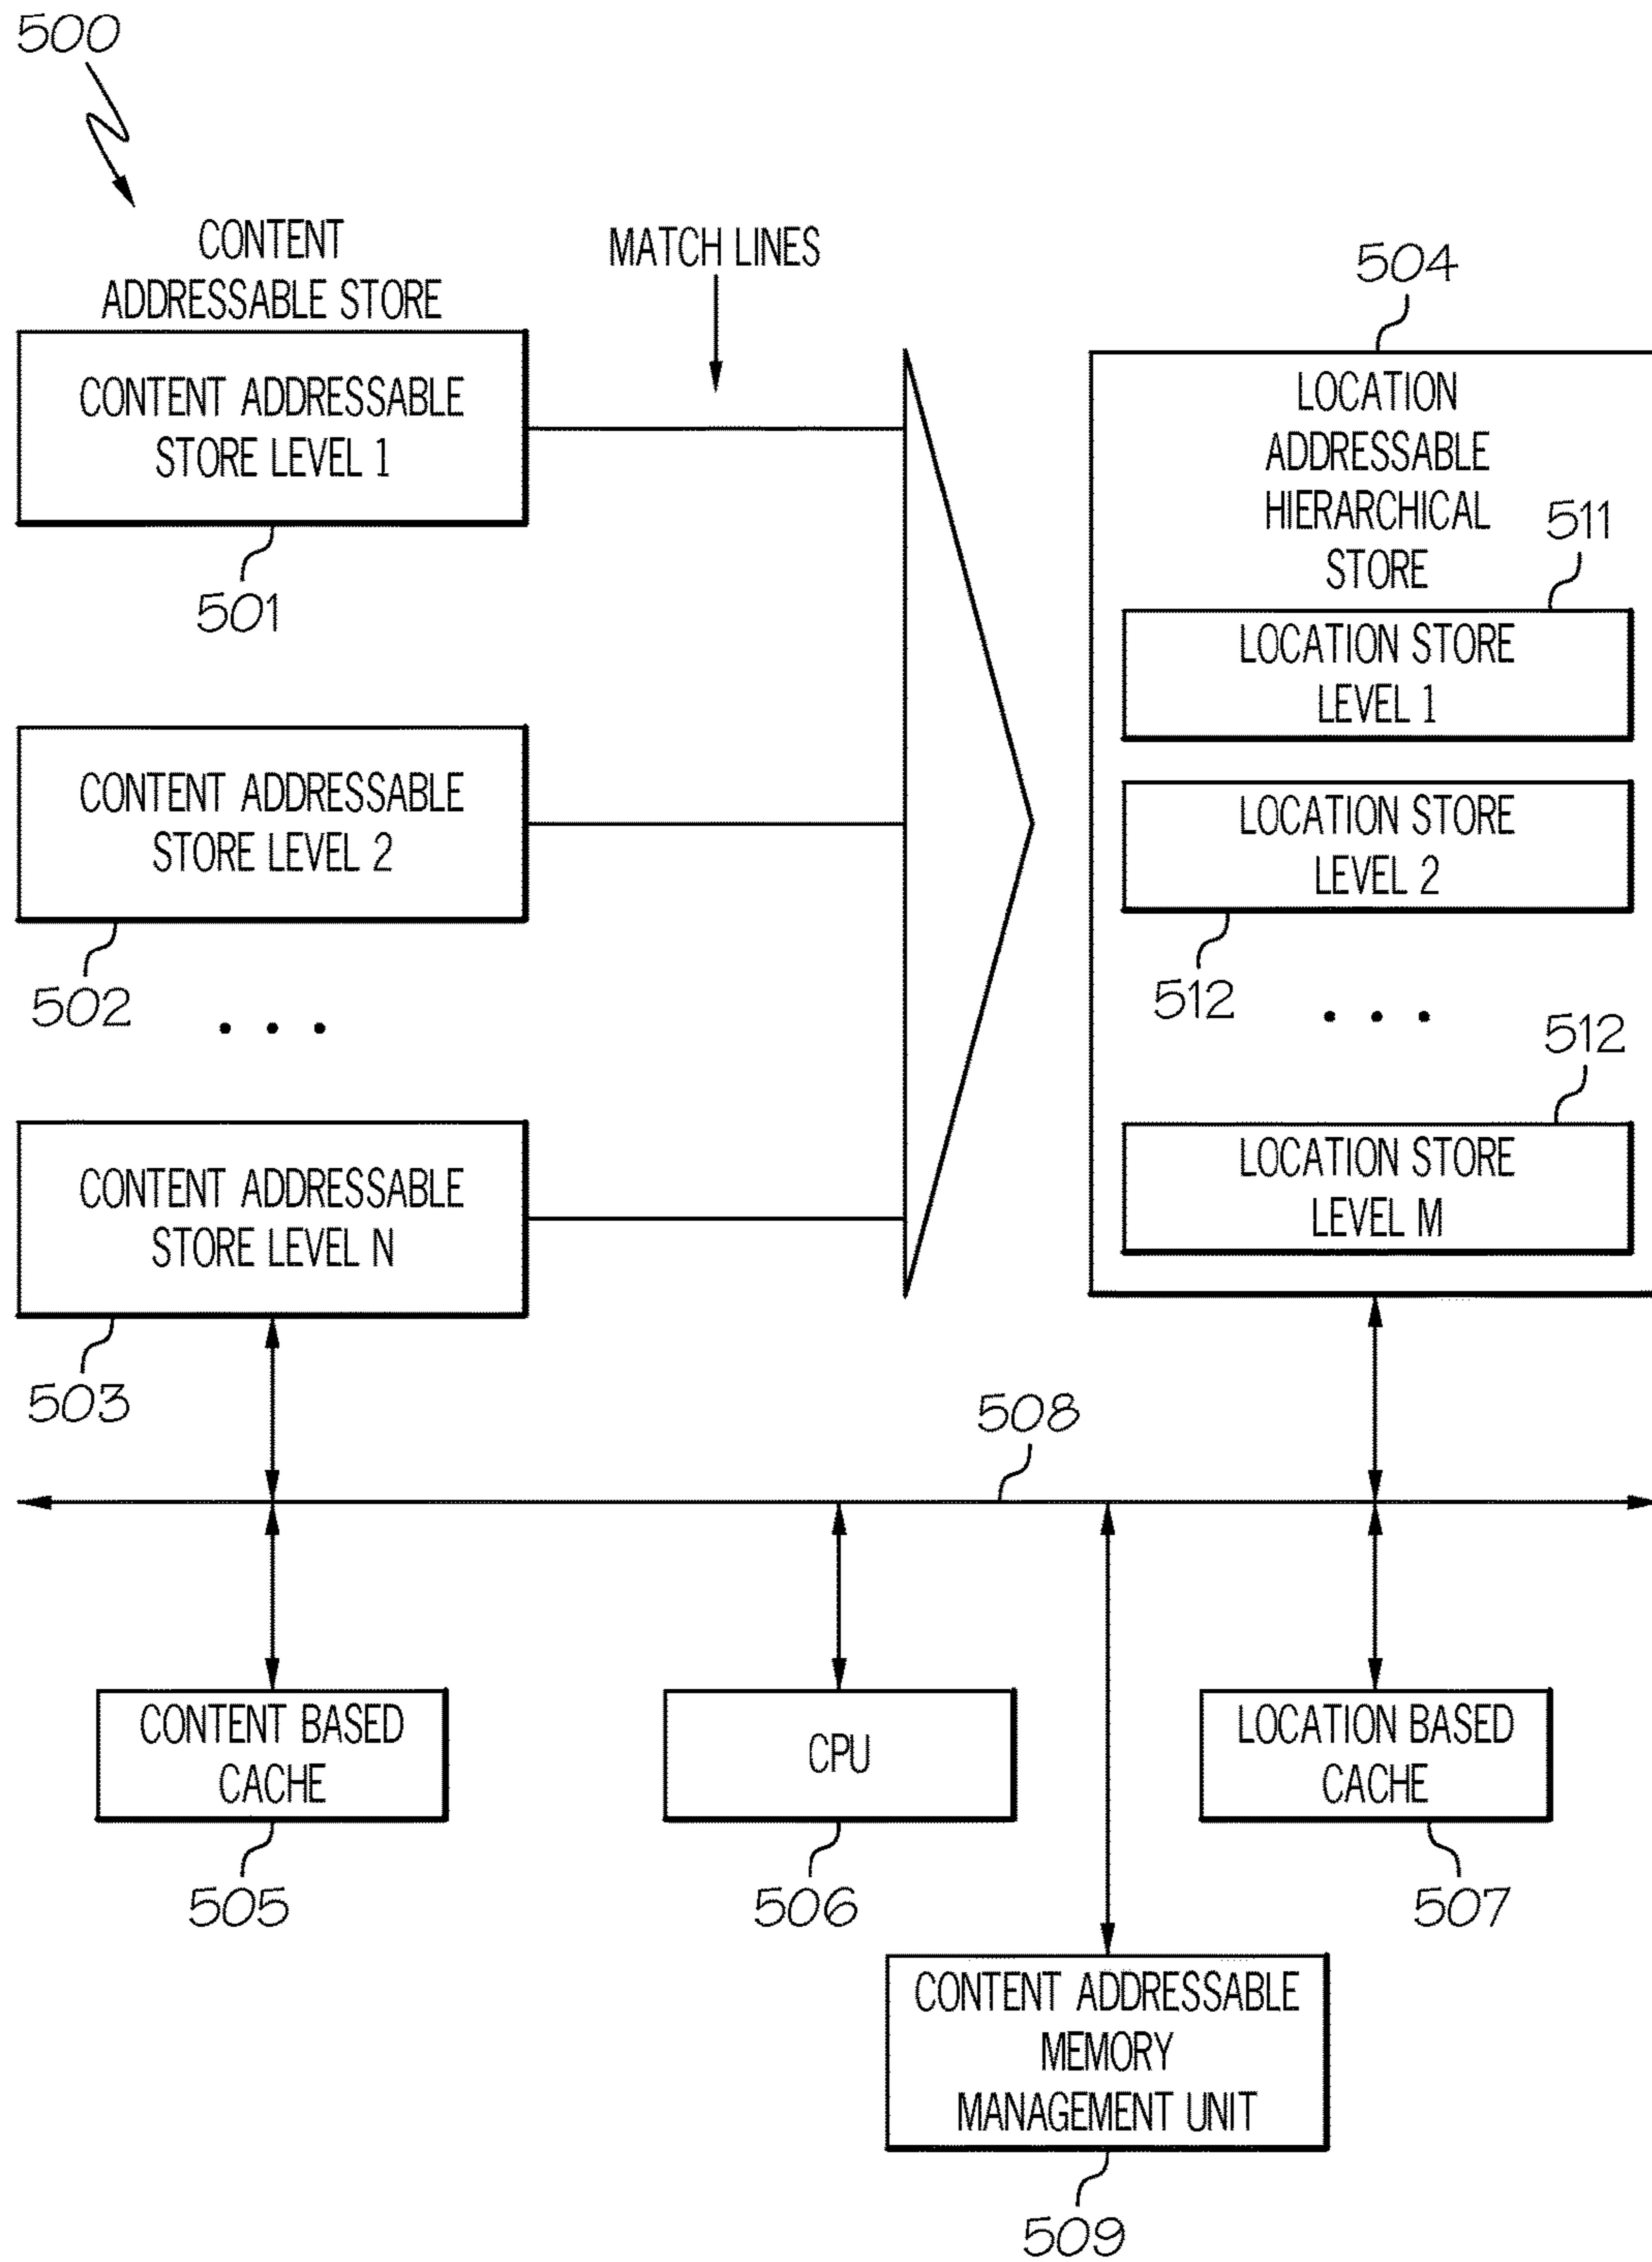 500
CONTENT
ADDRESSABLE STORE
MATCH LINES
504
CONTENT ADDRESSABLE
STORE LEVEL 1
501
LOCATION
ADDRESSABLE
HIERARCHICAL
STORE
511
LOCATION STORE
LEVEL 1
CONTENT ADDRESSABLE
STORE LEVEL 2
502
. . .
LOCATION STORE
LEVEL 2
512
. . .
512
CONTENT ADDRESSABLE
STORE LEVEL N
503
LOCATION STORE
LEVEL M
508
CONTENT BASED
CACHE
505
CPU
506
LOCATION BASED
CACHE
507
CONTENT ADDRESSABLE
MEMORY
MANAGEMENT UNIT
509